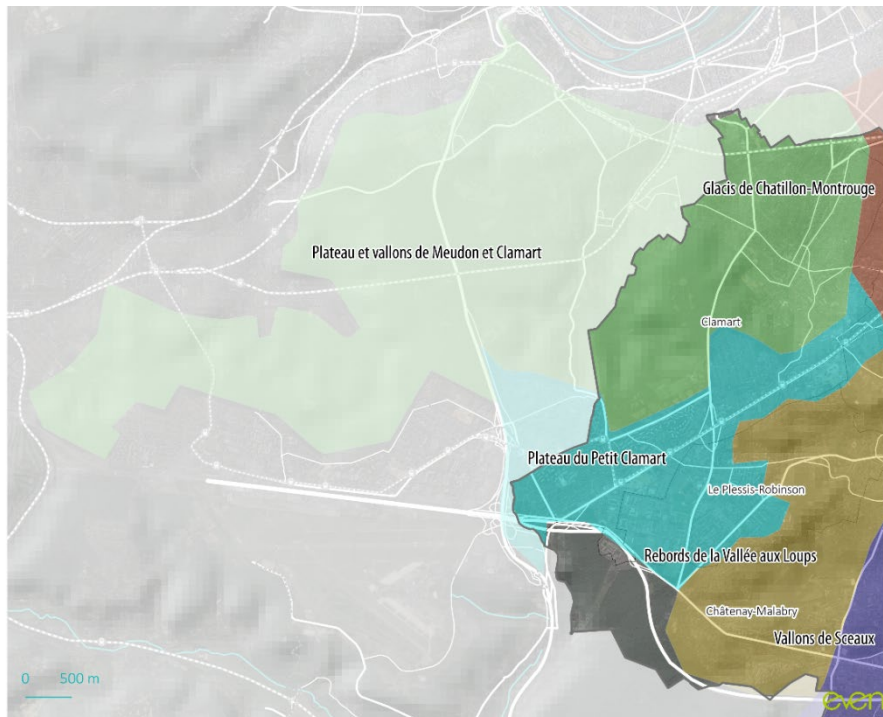 Glacis de Chatillon-Montrouge
Plateau et vallons de Meudon et Clamart
Clamart
Plateau du Petit Clamart
Le Plessis-Robinson
Rebords de la Vallée aux Loups
Châtenay-Malabry
Vallons de Sceaux
0 500 m
even